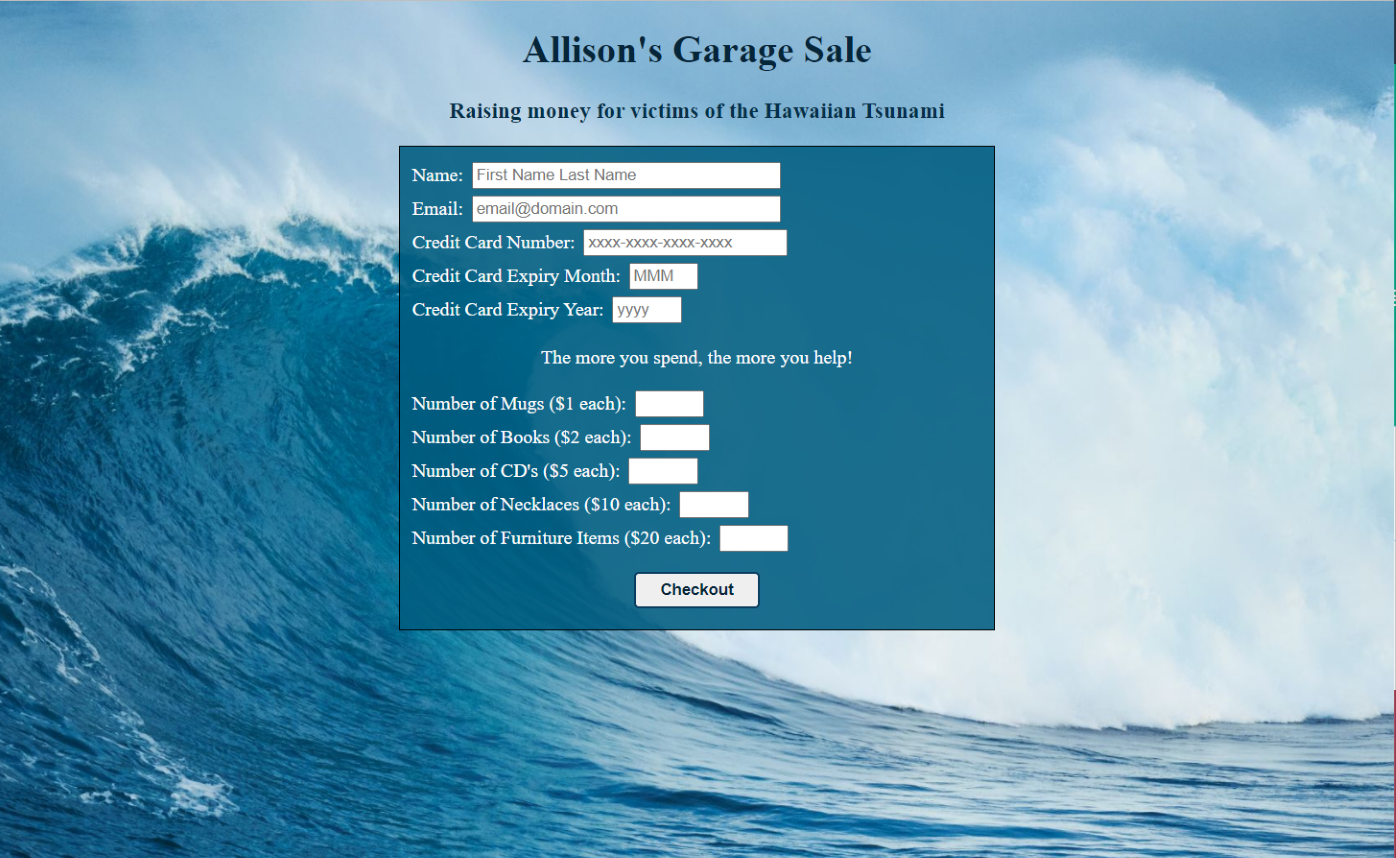 Allison's Garage Sale
Raising money for victims of the Hawaiian Tsunami
Name: First Name Last Name
Email: email@domain.com
Credit Card Number: xxxx-xxxx-xxxx-xxxx
Credit Card Expiry Month: MMM
Credit Card Expiry Year: yyyy
The more you spend, the more you help!
Number of Mugs ($1 each):
Number of Books ($2 each):
Number of CD's ($5 each):
Number of Necklaces ($10 each):
Number of Furniture Items ($20 each):
Checkout